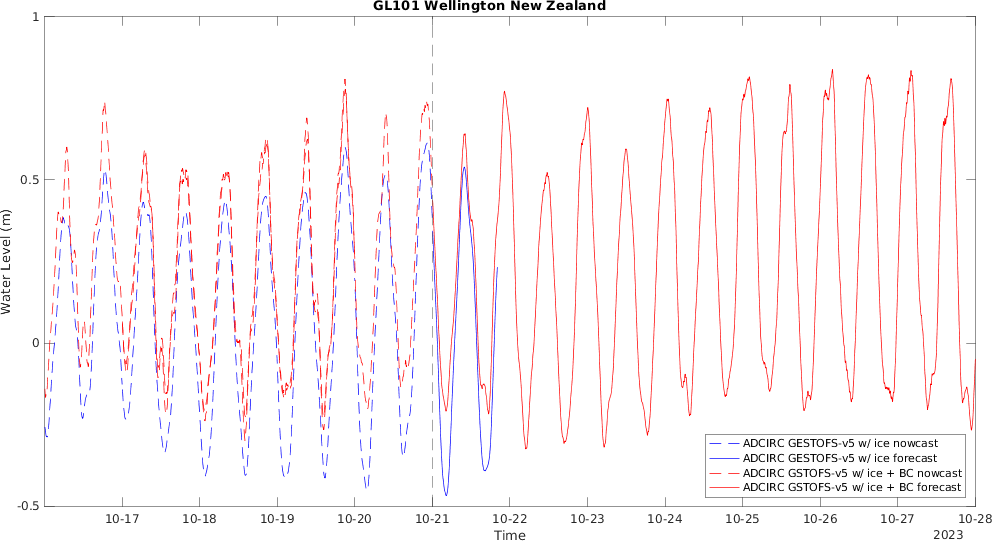 GL101 Wellington New Zealand
Water Level (m)
1
0.5
0
-0.5
ADCIRC GESTOFS-v5 w/ ice nowcast
ADCIRC GESTOFS-v5 w/ ice forecast
ADCIRC GSTOFS-v5 w/ ice + BC nowcast
ADCIRC GSTOFS-v5 w/ ice + BC forecast
10-17 10-18 10-19 10-20 10-21 10-22 10-23 10-24 10-25 10-26 10-27 10-28
Time
2023